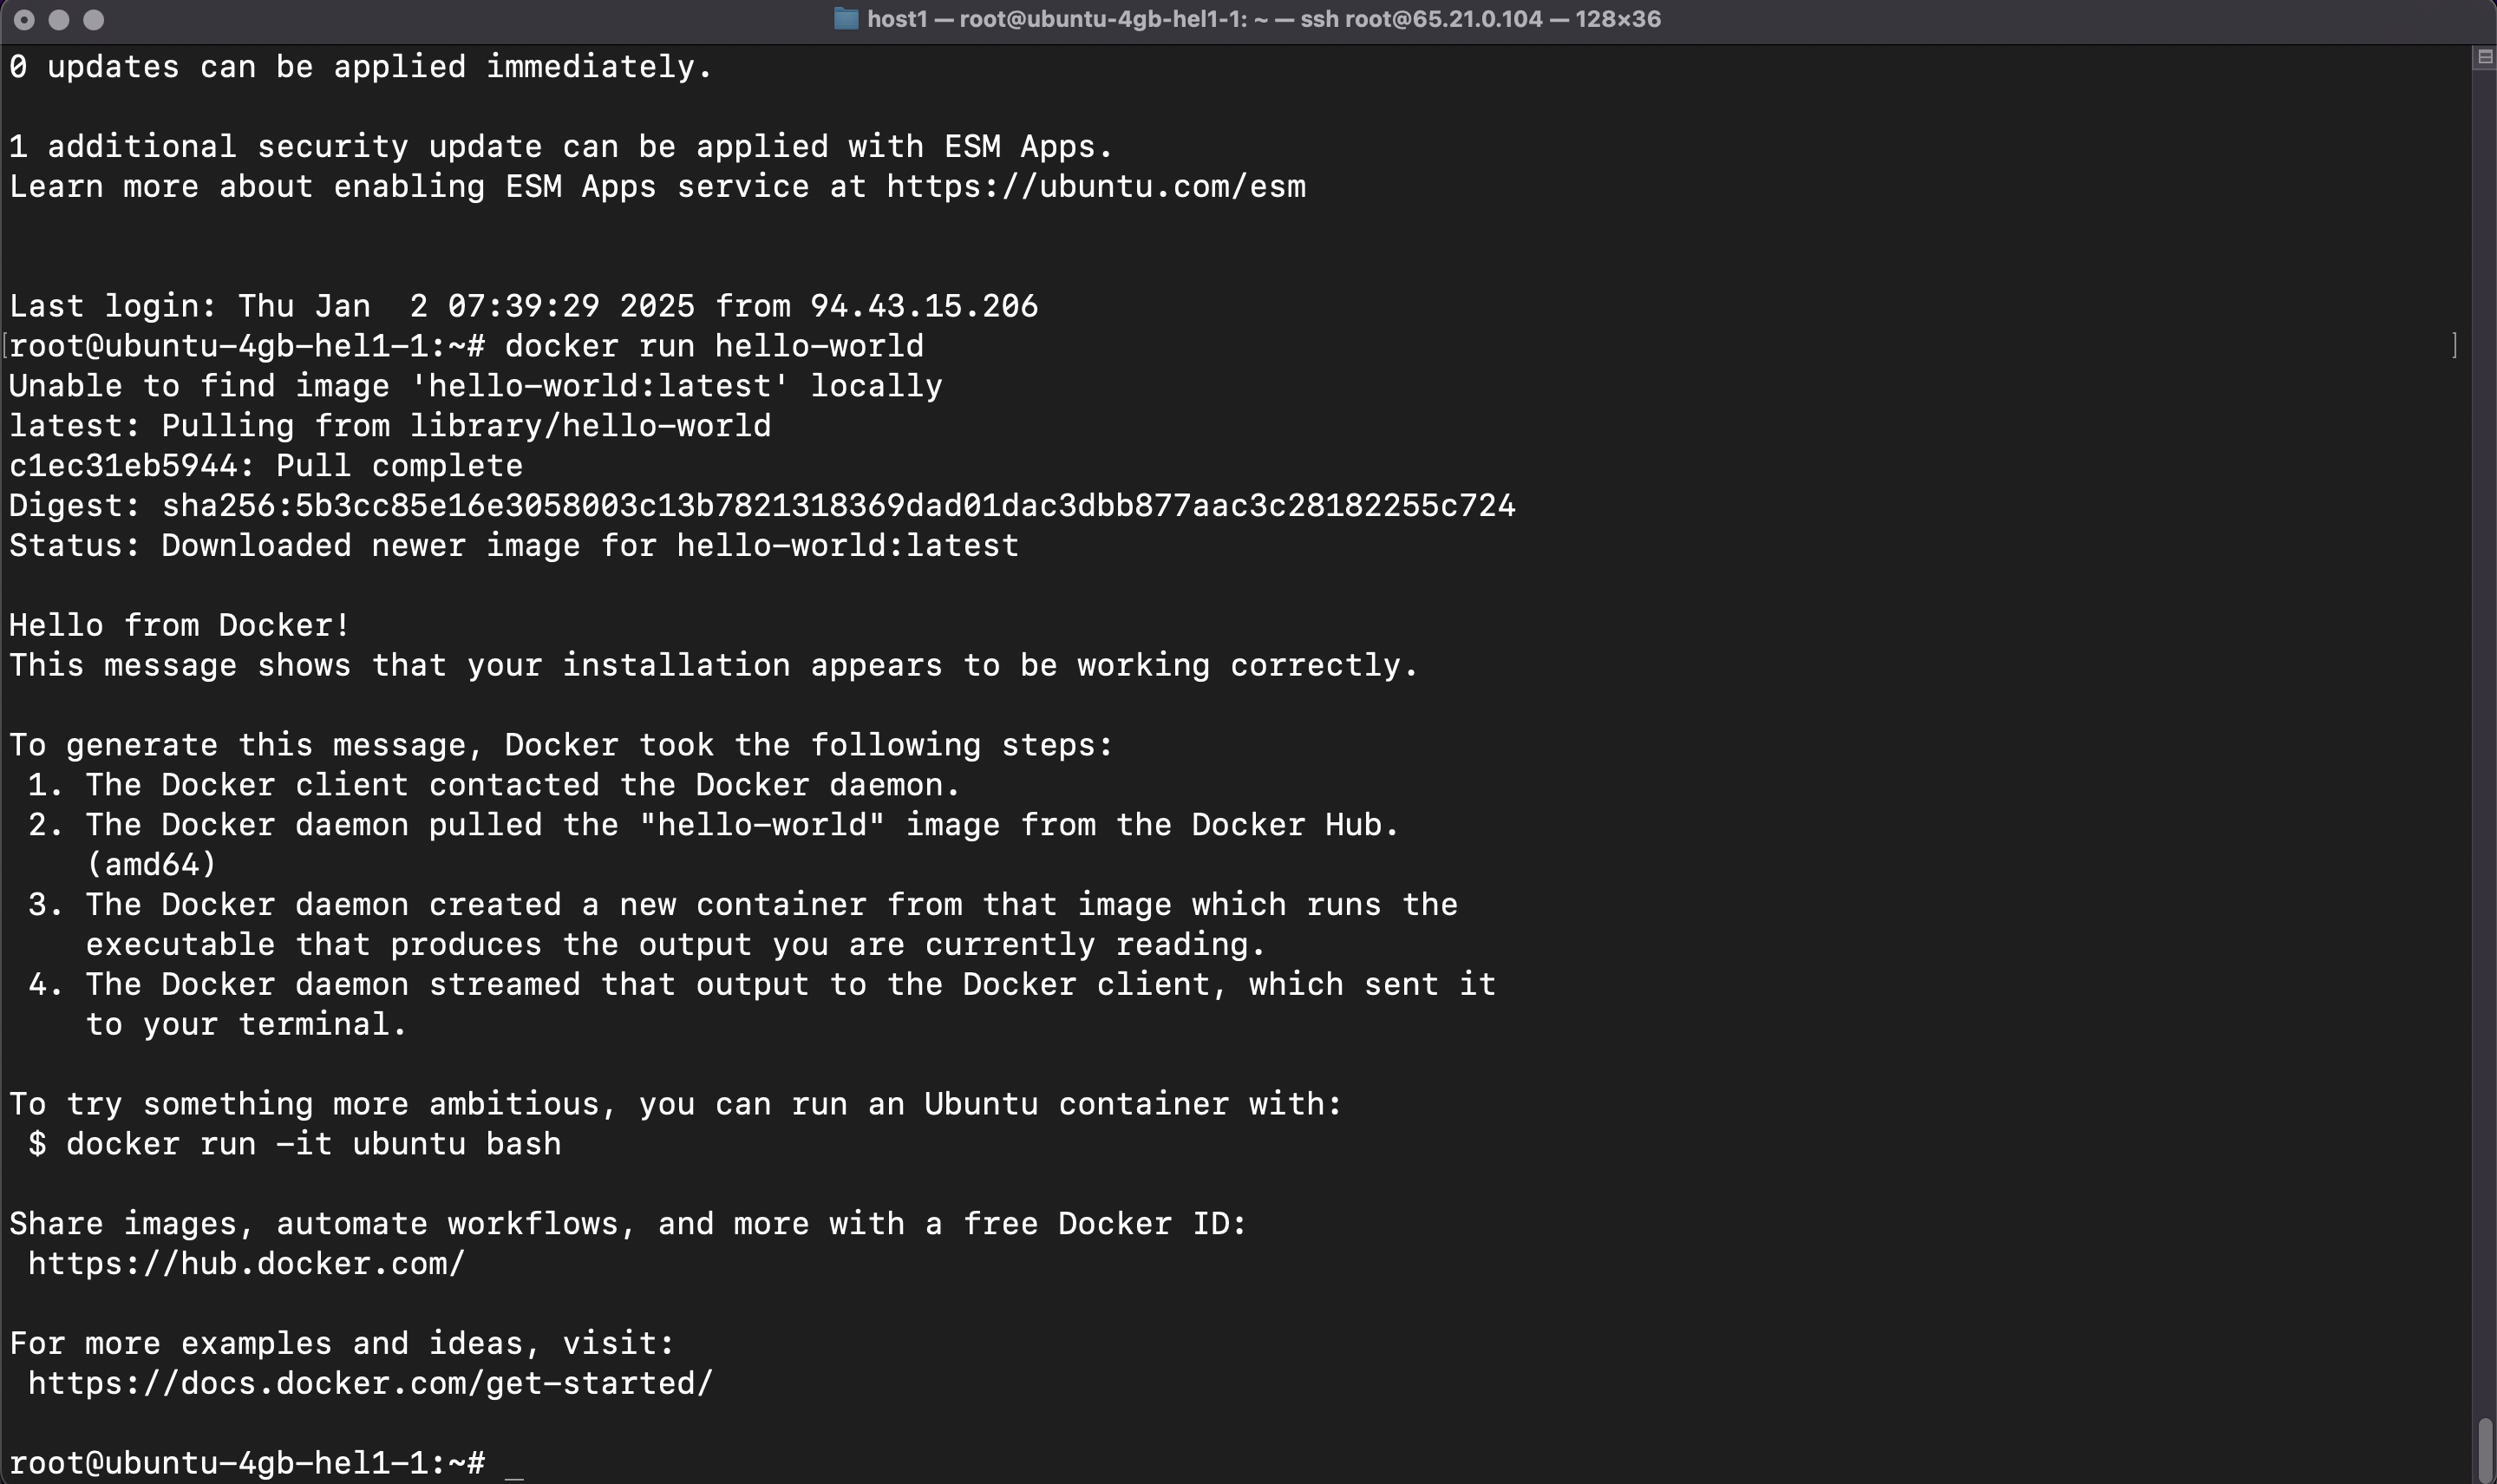 host1 — root@ubuntu-4gb-hel1-1: ~ — ssh root@65.21.0.104 — 128×36
0 updates can be applied immediately.
1 additional security update can be applied with ESM Apps.
Learn more about enabling ESM Apps service at https://ubuntu.com/esm
Last login: Thu Jan  2 07:39:29 2025 from 94.43.15.206
[root@ubuntu-4gb-hel1-1:~# docker run hello-world ]
Unable to find image 'hello-world:latest' locally
latest: Pulling from library/hello-world
c1ec31eb5944: Pull complete
Digest: sha256:5b3cc85e16e3058003c13b7821318369dad01dac3dbb877aac3c28182255c724
Status: Downloaded newer image for hello-world:latest
Hello from Docker!
This message shows that your installation appears to be working correctly.
To generate this message, Docker took the following steps:
 1. The Docker client contacted the Docker daemon.
 2. The Docker daemon pulled the "hello-world" image from the Docker Hub.
    (amd64)
 3. The Docker daemon created a new container from that image which runs the
    executable that produces the output you are currently reading.
 4. The Docker daemon streamed that output to the Docker client, which sent it
    to your terminal.
To try something more ambitious, you can run an Ubuntu container with:
 $ docker run -it ubuntu bash
Share images, automate workflows, and more with a free Docker ID:
 https://hub.docker.com/
For more examples and ideas, visit:
 https://docs.docker.com/get-started/
root@ubuntu-4gb-hel1-1:~# _